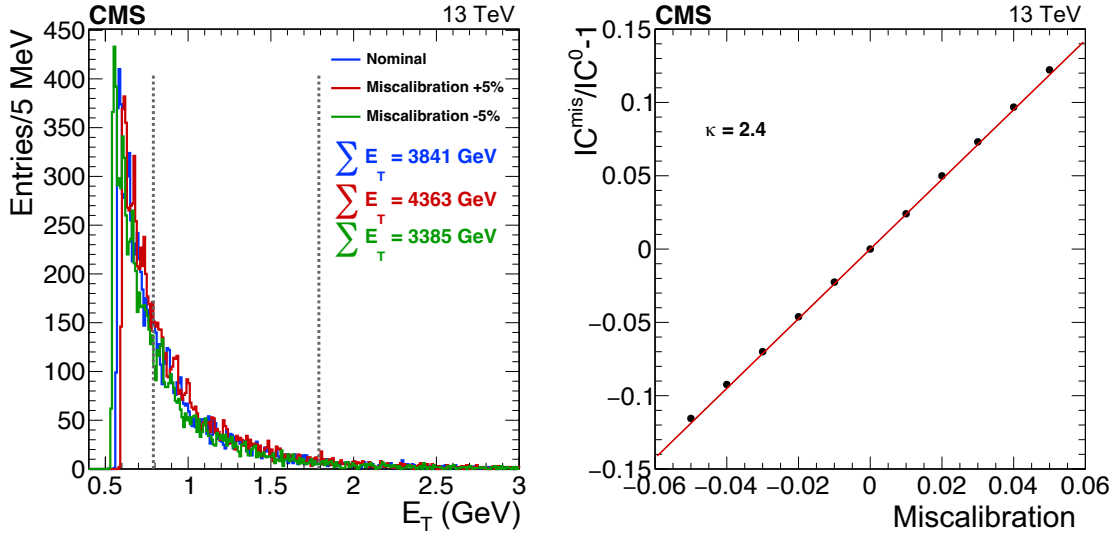 CMS 13 TeV
Entries/5 MeV
450
400
350
300
250
200
150
100
50
0
Nominal
Miscalibration +5%
Miscalibration -5%
∑ E_T = 3841 GeV
∑ E_T = 4363 GeV
∑ E_T = 3385 GeV
0.5 1 1.5 2 2.5 3
E_T (GeV)
CMS 13 TeV
IC^mis/IC^0-1
0.15
0.1
0.05
0
−0.05
−0.1
−0.15
κ = 2.4
−0.06 −0.04 −0.02 0 0.02 0.04 0.06
Miscalibration